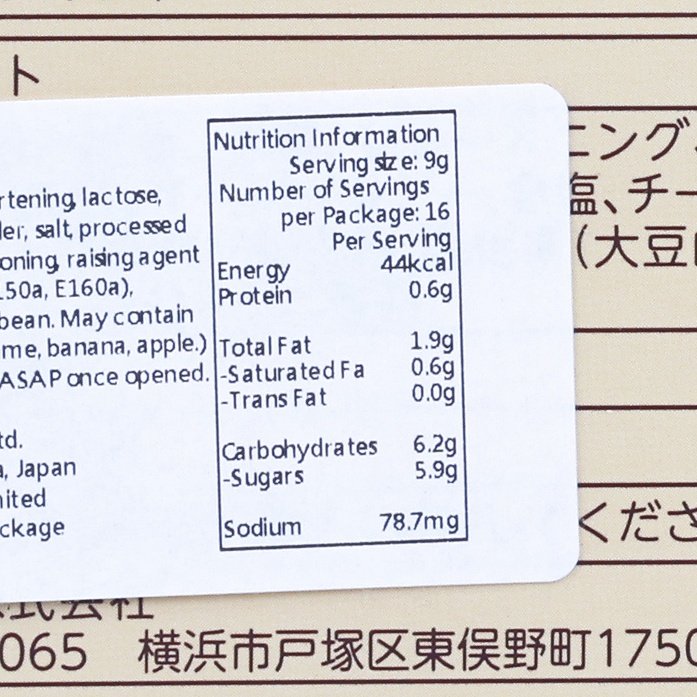 ト
rtening, lactose,
der, salt, processed
oning, raising agent
150a, E160a),
bean. May contain
me, banana, apple.)
ASAP once opened.
td.
a, Japan
nited
ckage
Nutrition Information
Serving size: 9g
Number of Servings
per Package: 16
Per Serving
Energy 44kcal
Protein 0.6g
Total Fat 1.9g
-Saturated Fa 0.6g
-Trans Fat 0.0g
Carbohydrates 6.2g
-Sugars 5.9g
Sodium 78.7mg
ニング
塩、チー
(大豆
くださ
式会社
065 横浜市戸塚区東俣野町1750